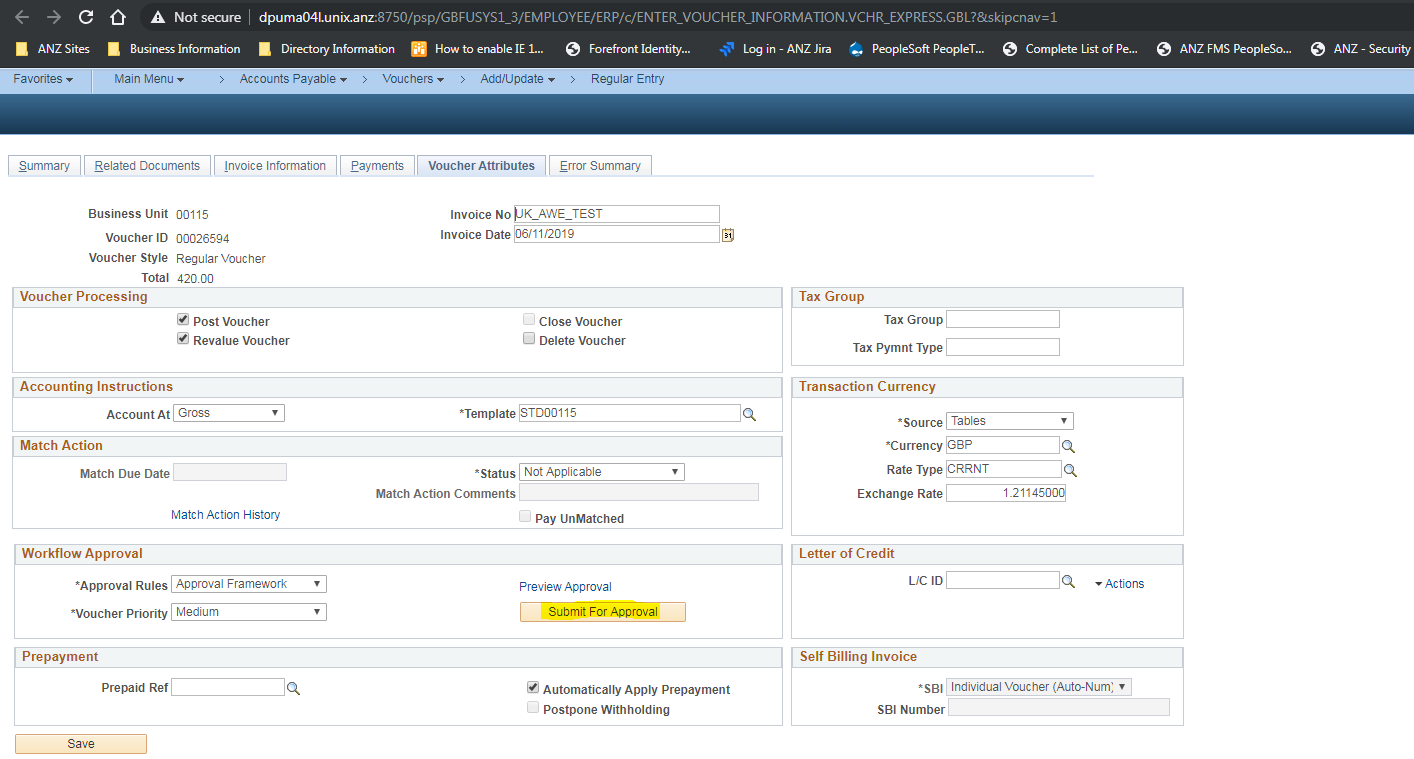 Not secure | dpuma04l.unix.anz:8750/psp/GBFUSYS1_3/EMPLOYEE/ERP/c/ENTER_VOUCHER_INFORMATION.VCHR_EXPRESS.GBL?&skipcnav=1
ANZ Sites Business Information Directory Information How to enable IE 1... Forefront Identity... Log in - ANZ Jira PeopleSoft PeopleT... Complete List of Pe... ANZ FMS PeopleSo... ANZ - Security
Favorites Main Menu > Accounts Payable > Vouchers > Add/Update > Regular Entry
Summary Related Documents Invoice Information Payments Voucher Attributes Error Summary
Business Unit 00115 Invoice No UK_AWE_TEST
Voucher ID 00026594 Invoice Date 06/11/2019 31
Voucher Style Regular Voucher
Total 420.00
Voucher Processing
Post Voucher Close Voucher
Revalue Voucher Delete Voucher
Tax Group
Tax Group
Tax Pymnt Type
Accounting Instructions
Account At Gross *Template STD00115
Transaction Currency
*Source Tables
*Currency GBP
Rate Type CRRNT
Exchange Rate 1.21145000
Match Action
Match Due Date *Status Not Applicable
Match Action Comments
Match Action History Pay UnMatched
Workflow Approval
*Approval Rules Approval Framework Preview Approval
*Voucher Priority Medium Submit For Approval
Letter of Credit
L/C ID Actions
Prepayment
Prepaid Ref Automatically Apply Prepayment
Postpone Withholding
Self Billing Invoice
*SBI Individual Voucher (Auto-Num)
SBI Number
Save